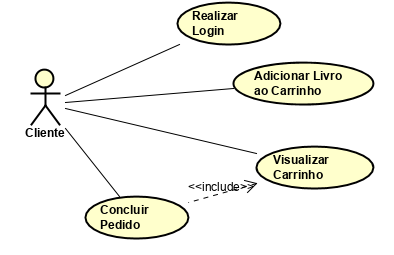 Realizar
Login
Adicionar Livro
ao Carrinho
Cliente
Visualizar
Carrinho
<<include>>
Concluir
Pedido